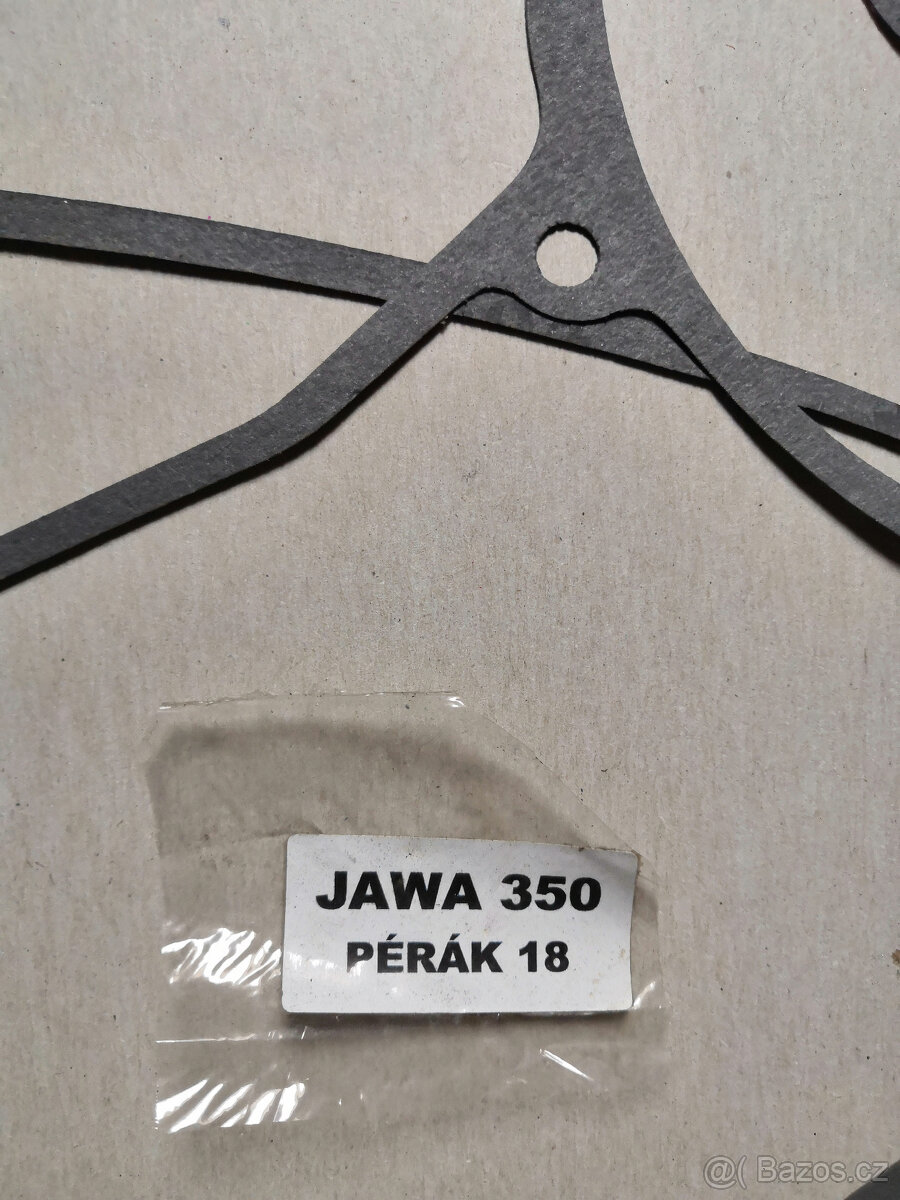 JAWA 350
PÉRÁK 18
@( Bazos.cz